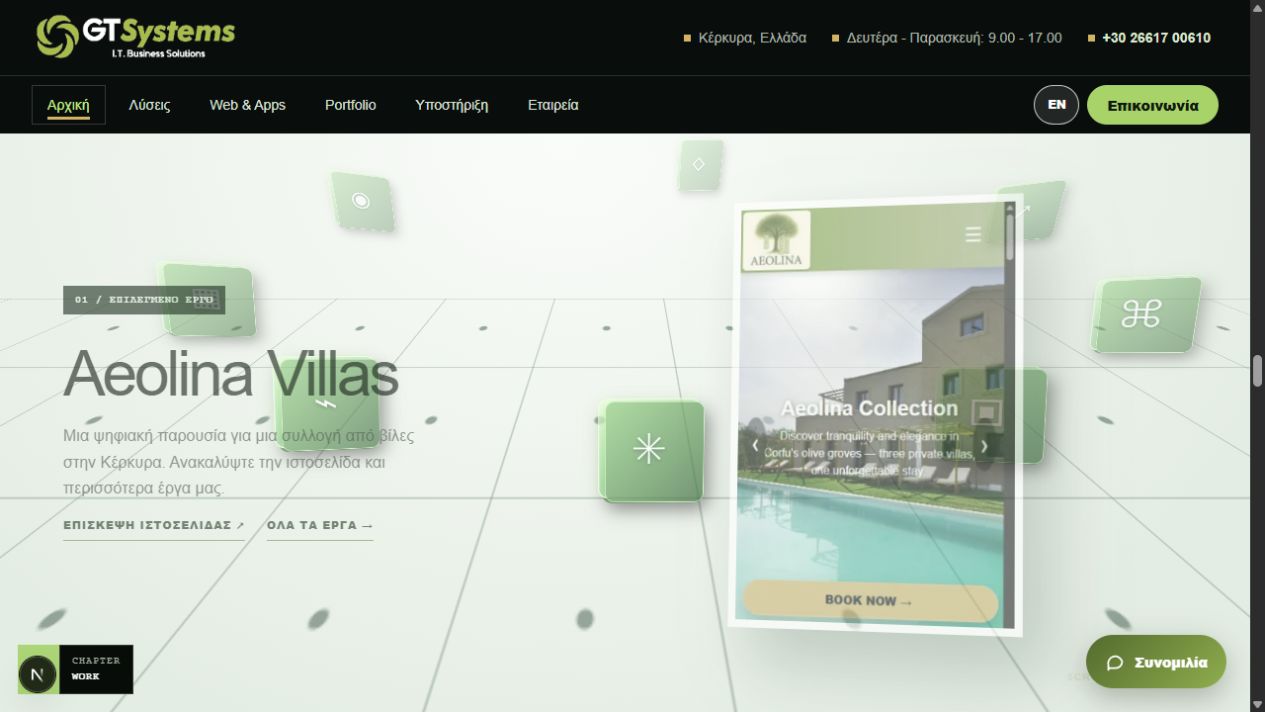 GTSystems
I.T. Business Solutions
Κέρκυρα, Ελλάδα
Δευτέρα - Παρασκευή: 9.00 - 17.00
+30 26617 00610
Αρχική
Λύσεις
Web & Apps
Portfolio
Υποστήριξη
Εταιρεία
EN
Επικοινωνία
01 / ΕΠΙΛΕΓΜΕΝΟ ΕΡΓΟ
Aeolina Villas
Μια ψηφιακή παρουσία για μια συλλογή από βίλες
στην Κέρκυρα. Ανακαλύψτε την ιστοσελίδα και
περισσότερα έργα μας.
ΕΠΙΣΚΕΨΗ ΙΣΤΟΣΕΛΙΔΑΣ ↗
ΟΛΑ ΤΑ ΕΡΓΑ →
AEOLINA
Aeolina Collection
Discover tranquility and elegance in
Corfu's olive groves — three private villas,
one unforgettable stay
BOOK NOW →
N
CHAPTER
WORK
Συνομιλία